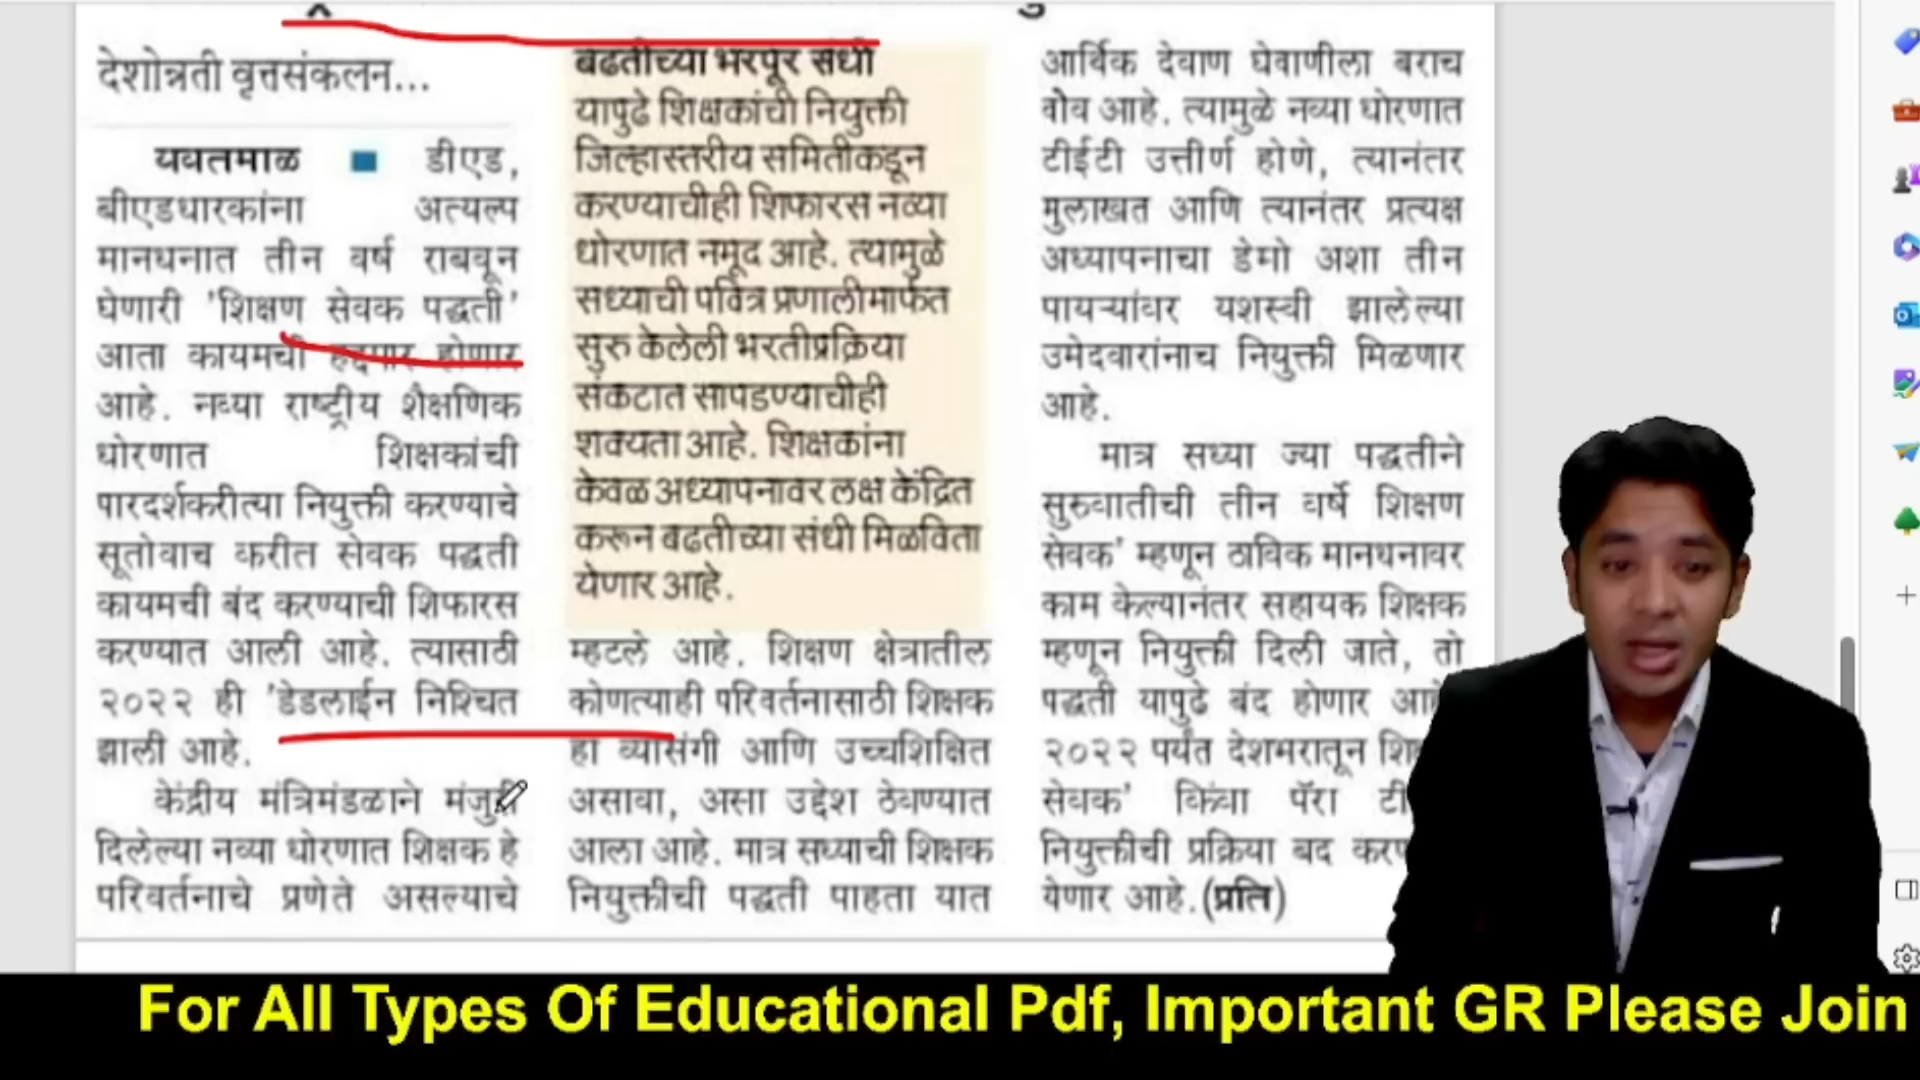 देशोन्नती वृत्तसंकलन...
यवतमाळ ■ डीएड,
बीएडधारकांना अत्यल्प
मानधनात तीन वर्ष राबवून
घेणारी 'शिक्षण सेवक पद्धती'
आता कायमची हद्दपार होणार
आहे. नव्या राष्ट्रीय शैक्षणिक
धोरणात शिक्षकांची
पारदर्शकरीत्या नियुक्ती करण्याचे
सूतोवाच करीत सेवक पद्धती
कायमची बंद करण्याची शिफारस
करण्यात आली आहे. त्यासाठी
२०२२ ही 'डेडलाईन निश्चित
झाली आहे.
केंद्रीय मंत्रिमंडळाने मंजुरी
दिलेल्या नव्या धोरणात शिक्षक हे
परिवर्तनाचे प्रणेते असल्याचे
बढतीच्या भरपूर संधी
यापुढे शिक्षकांची नियुक्ती
जिल्हास्तरीय समितीकडून
करण्याचीही शिफारस नव्या
धोरणात नमूद आहे. त्यामुळे
सध्याची पवित्र प्रणालीमार्फत
सुरु केलेली भरतीप्रक्रिया
संकटात सापडण्याचीही
शक्यता आहे. शिक्षकांना
केवळ अध्यापनावर लक्ष केंद्रित
करून बढतीच्या संधी मिळविता
येणार आहे.
म्हटले आहे. शिक्षण क्षेत्रातील
कोणत्याही परिवर्तनासाठी शिक्षक
हा व्यासंगी आणि उच्चशिक्षित
असावा, असा उद्देश ठेवण्यात
आला आहे. मात्र सध्याची शिक्षक
नियुक्तीची पद्धती पाहता यात
आर्थिक देवाण घेवाणीला बराच
वाव आहे. त्यामुळे नव्या धोरणात
टीईटी उत्तीर्ण होणे, त्यानंतर
मुलाखत आणि त्यानंतर प्रत्यक्ष
अध्यापनाचा डेमो अशा तीन
पायऱ्यांवर यशस्वी झालेल्या
उमेदवारांनाच नियुक्ती मिळणार
आहे.
मात्र सध्या ज्या पद्धतीने
सुरुवातीची तीन वर्षे शिक्षण
सेवक' म्हणून ठाविक मानधनावर
काम केल्यानंतर सहायक शिक्षक
म्हणून नियुक्ती दिली जाते, तो
पद्धती यापुढे बंद होणार
२०२२ पर्यंत देशभरातून
सेवक' किंवा पॅरा
नियुक्तीची प्रक्रिया बद
येणार आहे.(प्रति)
For All Types Of Educational Pdf, Important GR Please Join